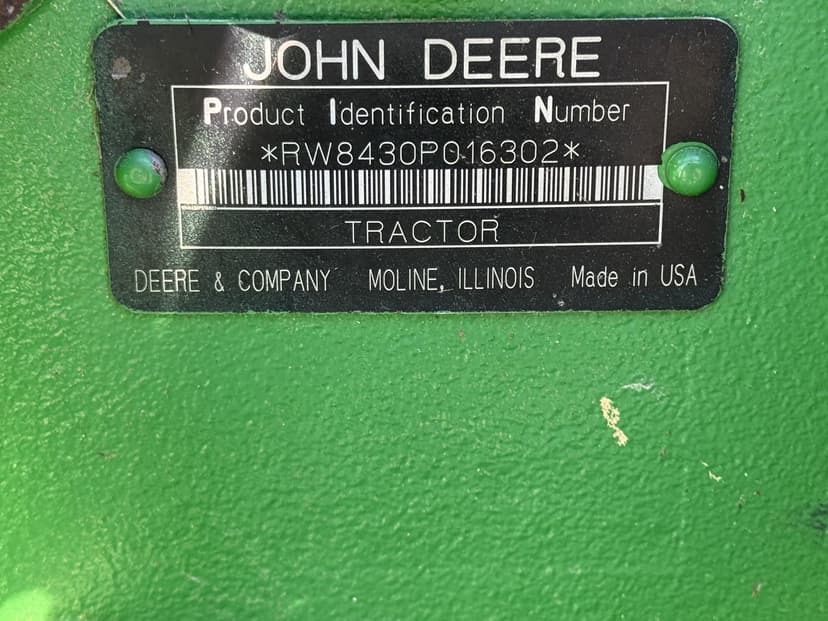 JOHN DEERE
Product Identification Number
*RW8430P016302*
TRACTOR
DEERE & COMPANY MOLINE, ILLINOIS Made in USA